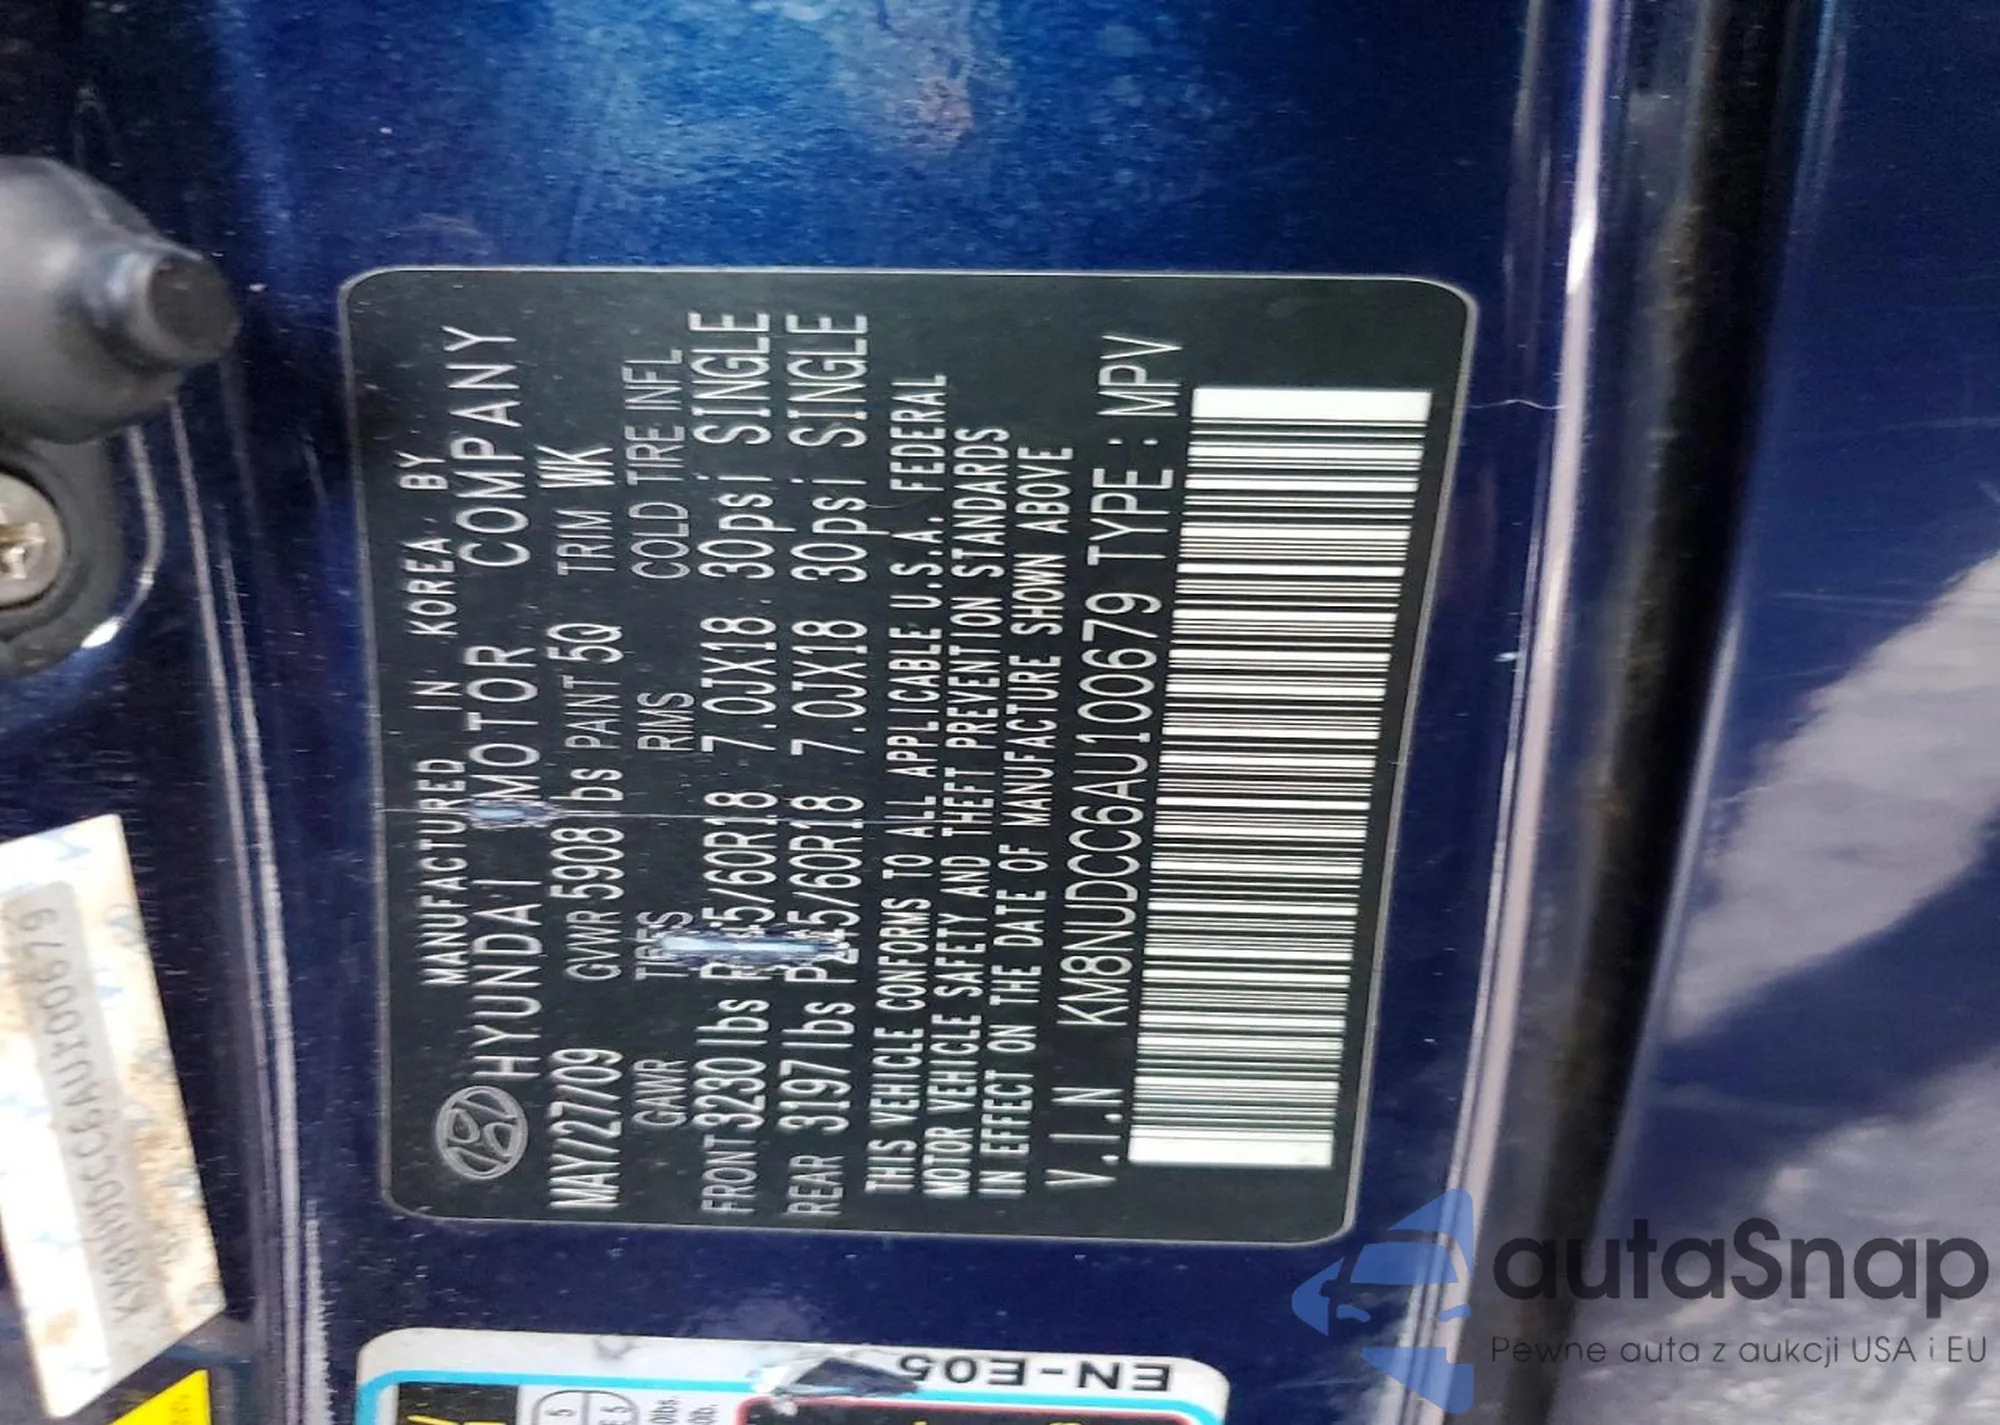 MANUFACTURED IN KOREA BY
HYUNDAI MOTOR COMPANY
MAY/27/09 GVWR 5908 lbs PAINT 5Q TRIM WK
GAWR TIRES RIMS COLD TIRE INFL
FRONT 3230 lbs 7.0JX18 30psi SINGLE
REAR 3197 lbs 7.0JX18 30psi SINGLE
THIS VEHICLE CONFORMS TO ALL APPLICABLE U.S.A. FEDERAL
MOTOR VEHICLE SAFETY AND THEFT PREVENTION STANDARDS
IN EFFECT ON THE DATE OF MANUFACTURE SHOWN ABOVE
V.I.N KM8NUDCC6AU100679 TYPE : MPV
KM8NUDCC6AU100679
EN-E05
autaSnap
Pewne auta z aukcji USA i EU